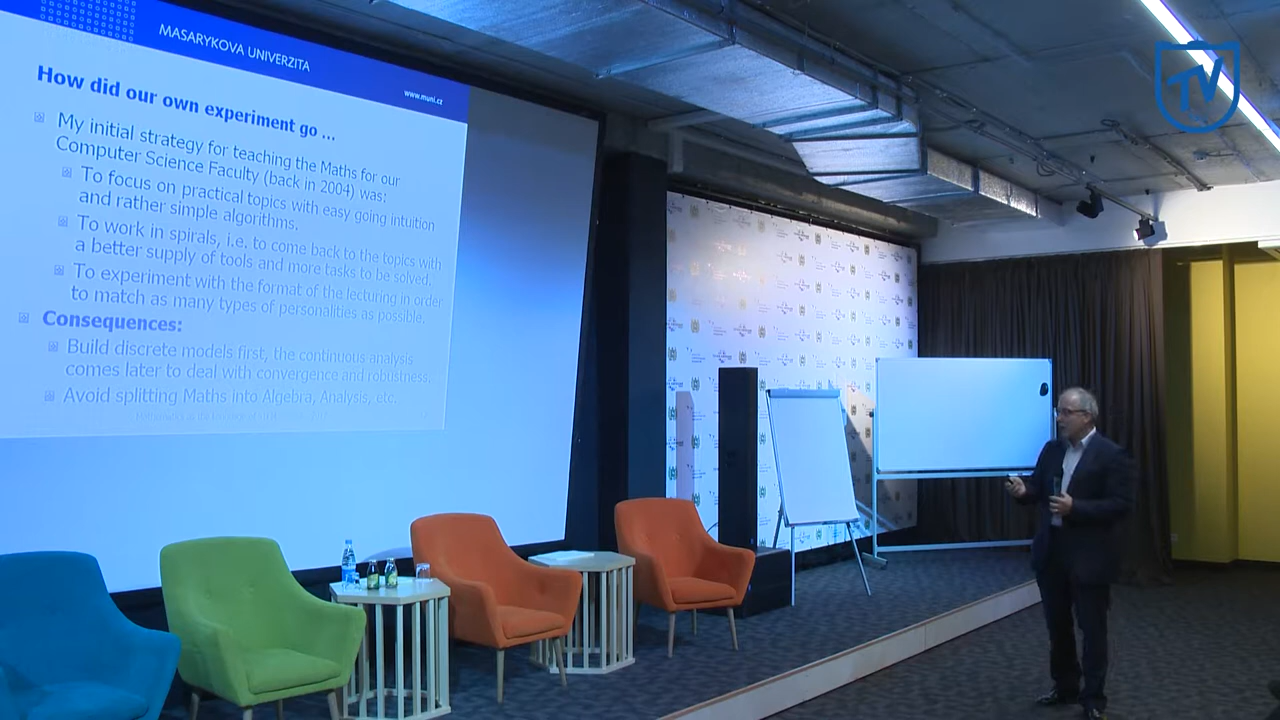 MASARYKOVA UNIVERZITA
www.muni.cz
How did our own experiment go ...
My initial strategy for teaching the Maths for our
Computer Science Faculty (back in 2004) was:
To focus on practical topics with easy going intuition
and rather simple algorithms.
To work in spirals, i.e. to come back to the topics with
a better supply of tools and more tasks to be solved.
To experiment with the format of the lecturing in order
to match as many types of personalities as possible.
Consequences:
Build discrete models first, the continuous analysis
comes later to deal with convergence and robustness.
Avoid splitting Maths into Algebra, Analysis, etc.
TV